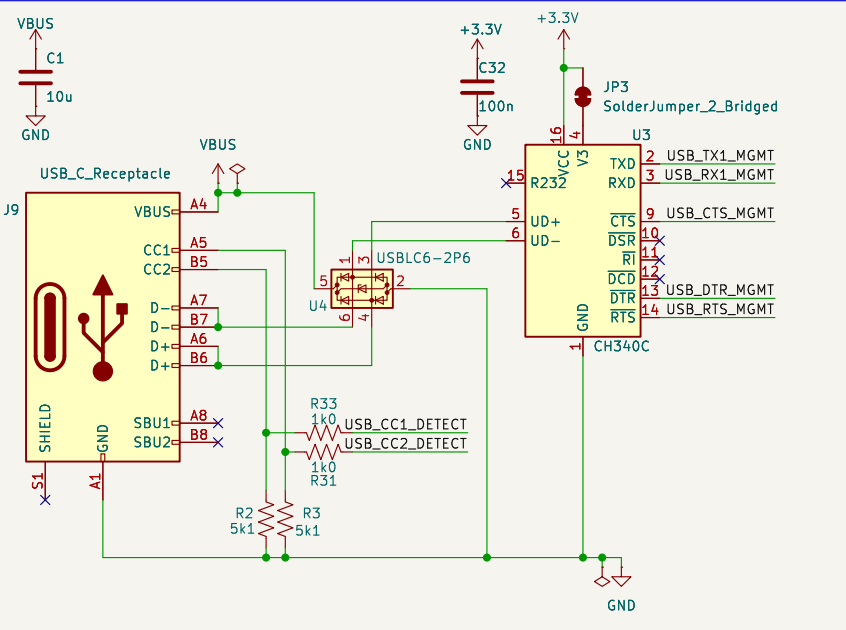 VBUS
C1
10u
GND
+3.3V
C32
100n
GND
+3.3V
JP3
SolderJumper_2_Bridged
U3
16
4
VCC
V3
15
R232
5
UD+
6
UD-
TXD
2
USB_TX1_MGMT
RXD
3
USB_RX1_MGMT
CTS
9
USB_CTS_MGMT
DSR
10
RI
11
DCD
12
DTR
13
USB_DTR_MGMT
RTS
14
USB_RTS_MGMT
GND
1
CH340C
VBUS
USB_C_Receptacle
J9
VBUS
A4
CC1
A5
CC2
B5
D-
A7
D-
B7
D+
A6
D+
B6
SBU1
A8
SBU2
B8
SHIELD
GND
S1
A1
USBLC6-2P6
1
3
5
2
U4
6
4
R33
1k0
USB_CC1_DETECT
USB_CC2_DETECT
1k0
R31
R2
5k1
R3
5k1
GND